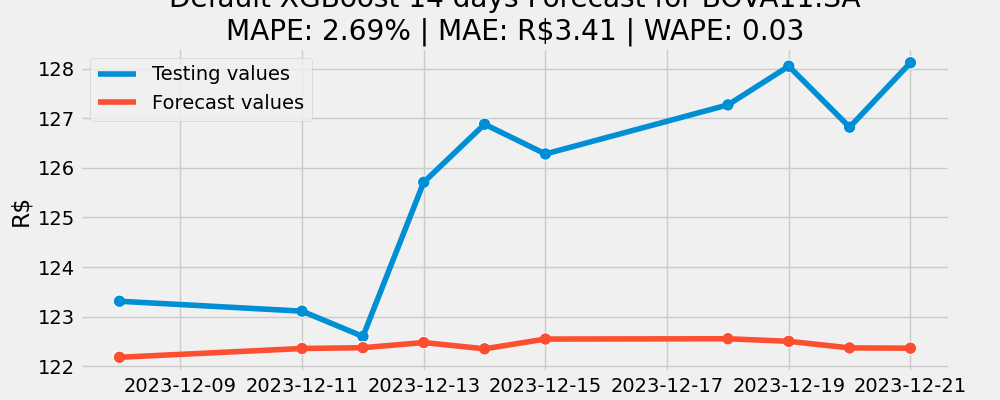 Default XGBoost 14 days Forecast for BOVA11.SA
MAPE: 2.69% | MAE: R$3.41 | WAPE: 0.03
Testing values
Forecast values
R$
128
127
126
125
124
123
122
2023-12-09 2023-12-11 2023-12-13 2023-12-15 2023-12-17 2023-12-19 2023-12-21